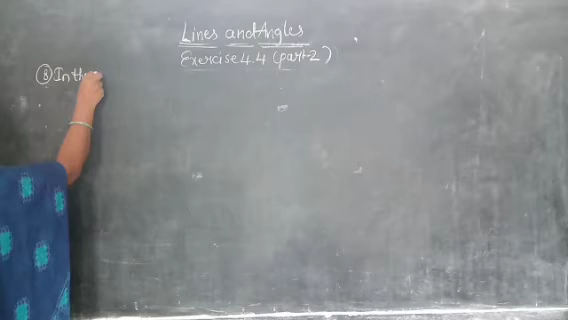 Lines and Angles
Exercise 4.4 (part-2)
⑧ In th